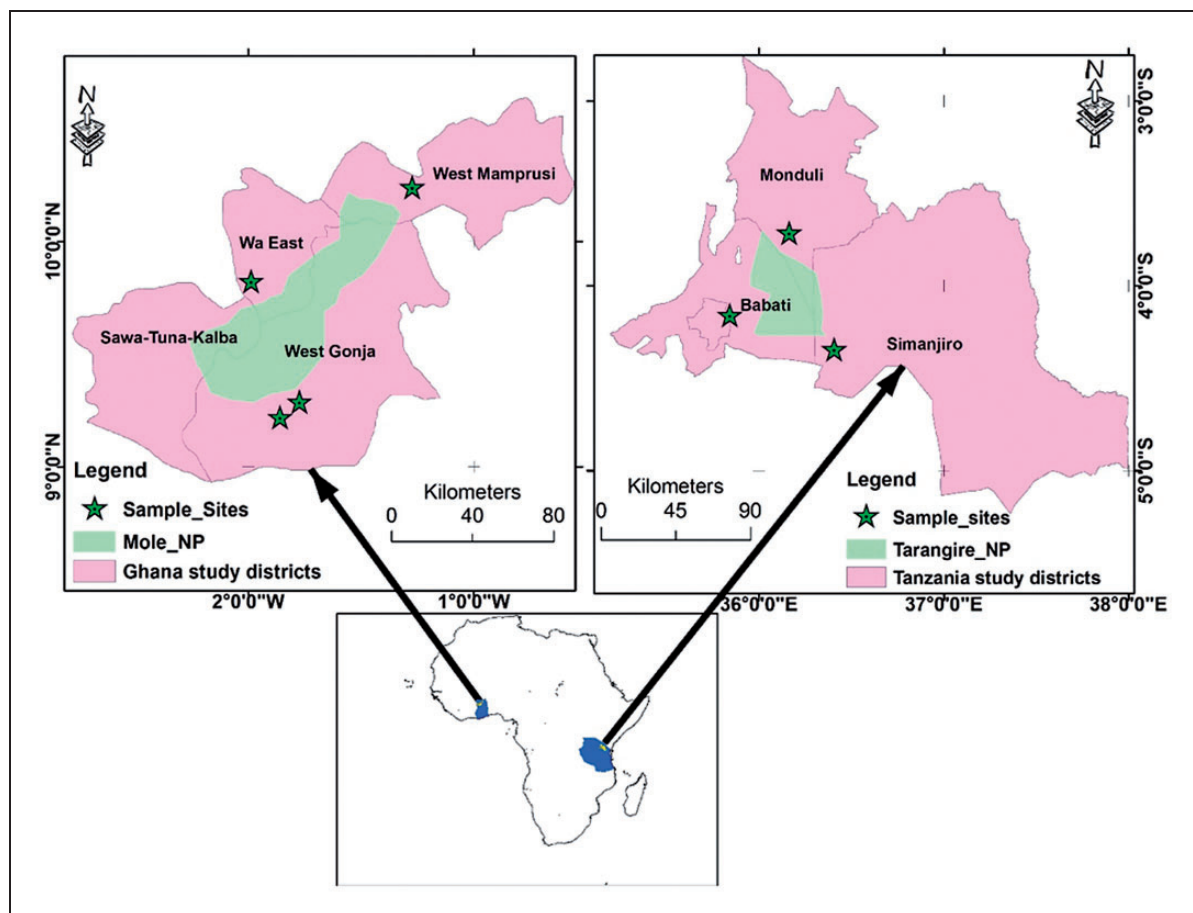 N
West Mamprusi
Wa East
Sawa-Tuna-Kalba
West Gonja
10°0'0"N
9°0'0"N
Legend
Sample_Sites
Mole_NP
Ghana study districts
Kilometers
0 40 80
2°0'0"W 1°0'0"W
N
Monduli
Babati
Simanjiro
3°0'0"S
4°0'0"S
5°0'0"S
Kilometers
0 45 90
Legend
Sample_sites
Tarangire_NP
Tanzania study districts
36°0'0"E 37°0'0"E 38°0'0"E